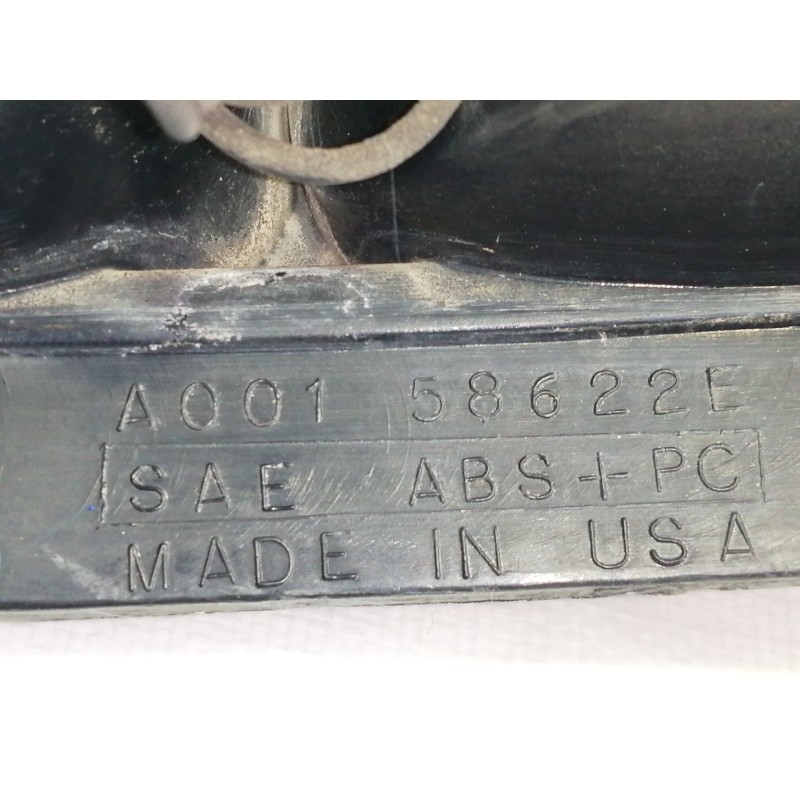 A001 58622E
SAE ABS+PC
MADE IN USA